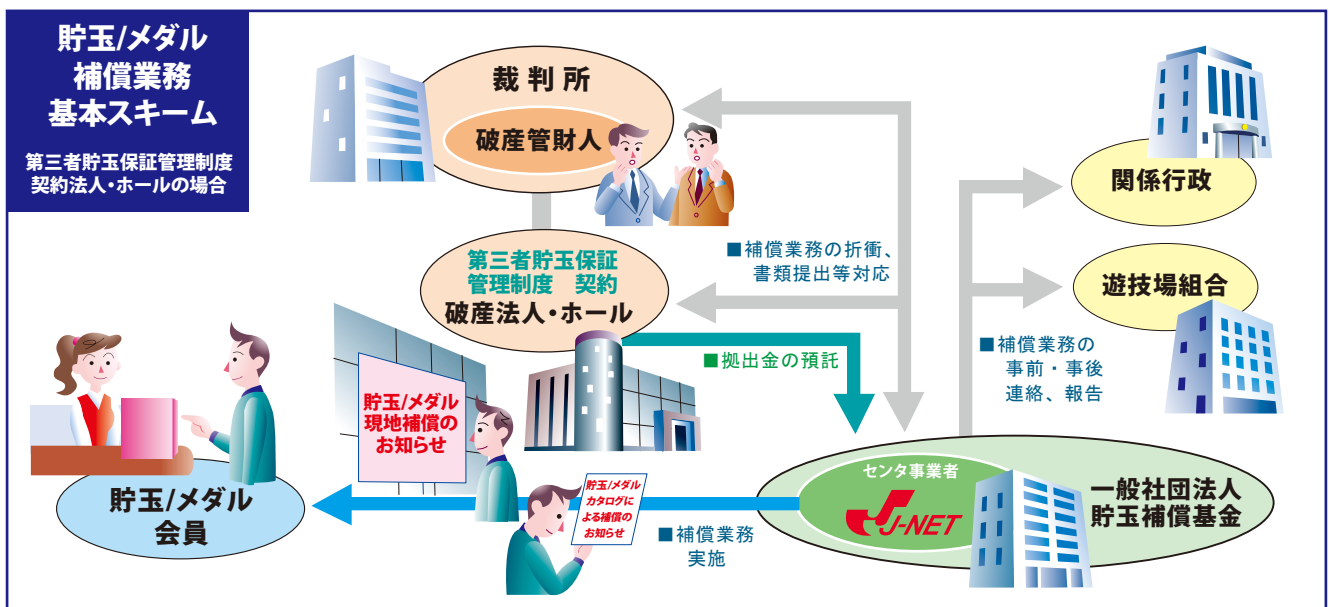 貯玉/メダル
補償業務
基本スキーム
第三者貯玉保証管理制度
契約法人・ホールの場合
裁判所
破産管財人
関係行政
第三者貯玉保証
管理制度 契約
破産法人・ホール
■補償業務の折衝、
書類提出等対応
遊技場組合
■拠出金の預託
■補償業務の
事前・事後
連絡、報告
貯玉/メダル
現地補償の
お知らせ
貯玉/メダル
カタログに
よる補償の
お知らせ
貯玉/メダル
会員
■補償業務
実施
センタ事業者
J-NET
一般社団法人
貯玉補償基金